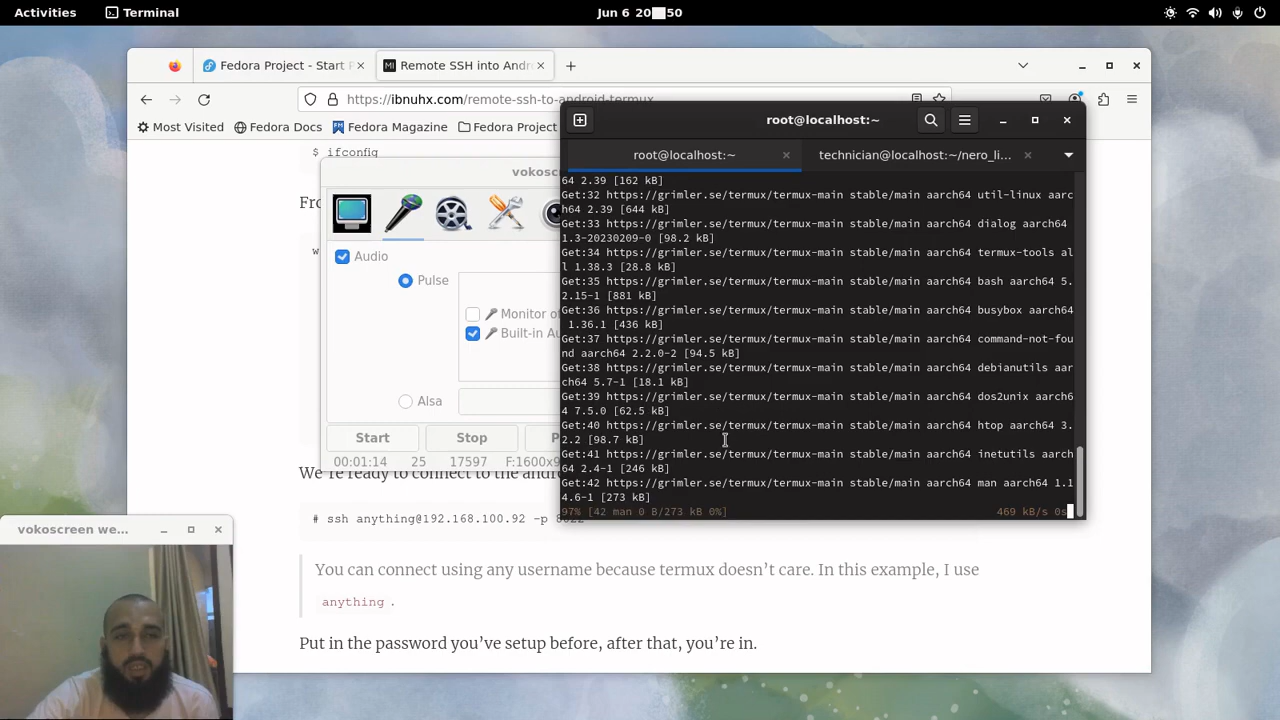 Activities
Terminal
Jun 6 20 50
Fedora Project - Start P
Remote SSH into Andr
https://ibnuhx.com/remote-ssh-to-android-termux
Most Visited
Fedora Docs
Fedora Magazine
Fedora Project
$ ifconfig
vokosc
Fro
w
Audio
Pulse
Monitor of
Built-in Au
Alsa
Start
Stop
P
00:01:14 25 17597 F:1600x9
We're ready to connect to the andro
# ssh anything@192.168.100.92 -p 8022
You can connect using any username because termux doesn't care. In this example, I use
anything .
Put in the password you've setup before, after that, you're in.
root@localhost:~
root@localhost:~
technician@localhost:~/nero_li...
64 2.39 [162 kB]
Get:32 https://grimler.se/termux/termux-main stable/main aarch64 util-linux aarc
h64 2.39 [644 kB]
Get:33 https://grimler.se/termux/termux-main stable/main aarch64 dialog aarch64
1.3-20230209-0 [98.2 kB]
Get:34 https://grimler.se/termux/termux-main stable/main aarch64 termux-tools al
l 1.38.3 [28.8 kB]
Get:35 https://grimler.se/termux/termux-main stable/main aarch64 bash aarch64 5.
2.15-1 [881 kB]
Get:36 https://grimler.se/termux/termux-main stable/main aarch64 busybox aarch64
1.36.1 [436 kB]
Get:37 https://grimler.se/termux/termux-main stable/main aarch64 command-not-fou
nd aarch64 2.2.0-2 [94.5 kB]
Get:38 https://grimler.se/termux/termux-main stable/main aarch64 debianutils aar
ch64 5.7-1 [18.1 kB]
Get:39 https://grimler.se/termux/termux-main stable/main aarch64 dos2unix aarch6
4 7.5.0 [62.5 kB]
Get:40 https://grimler.se/termux/termux-main stable/main aarch64 htop aarch64 3.
2.2 [98.7 kB]
Get:41 https://grimler.se/termux/termux-main stable/main aarch64 inetutils aarch
64 2.4-1 [246 kB]
Get:42 https://grimler.se/termux/termux-main stable/main aarch64 man aarch64 1.1
4.6-1 [273 kB]
97% [42 man 0 B/273 kB 0%] 469 kB/s 0s
vokoscreen we...